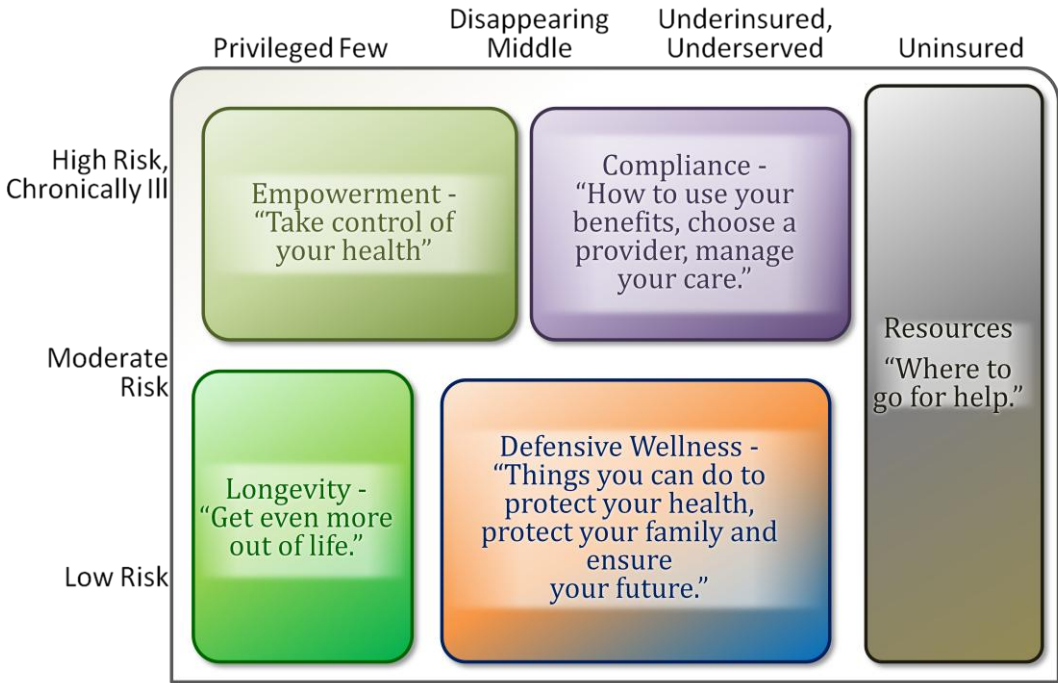 Privileged Few
Disappearing
Middle
Underinsured,
Underserved
Uninsured
High Risk,
Chronically Ill
Moderate
Risk
Low Risk
Empowerment -
“Take control of
your health”
Compliance -
“How to use your
benefits, choose a
provider, manage
your care.”
Resources
“Where to
go for help.”
Longevity -
“Get even more
out of life.”
Defensive Wellness -
“Things you can do to
protect your health,
protect your family and
ensure
your future.”